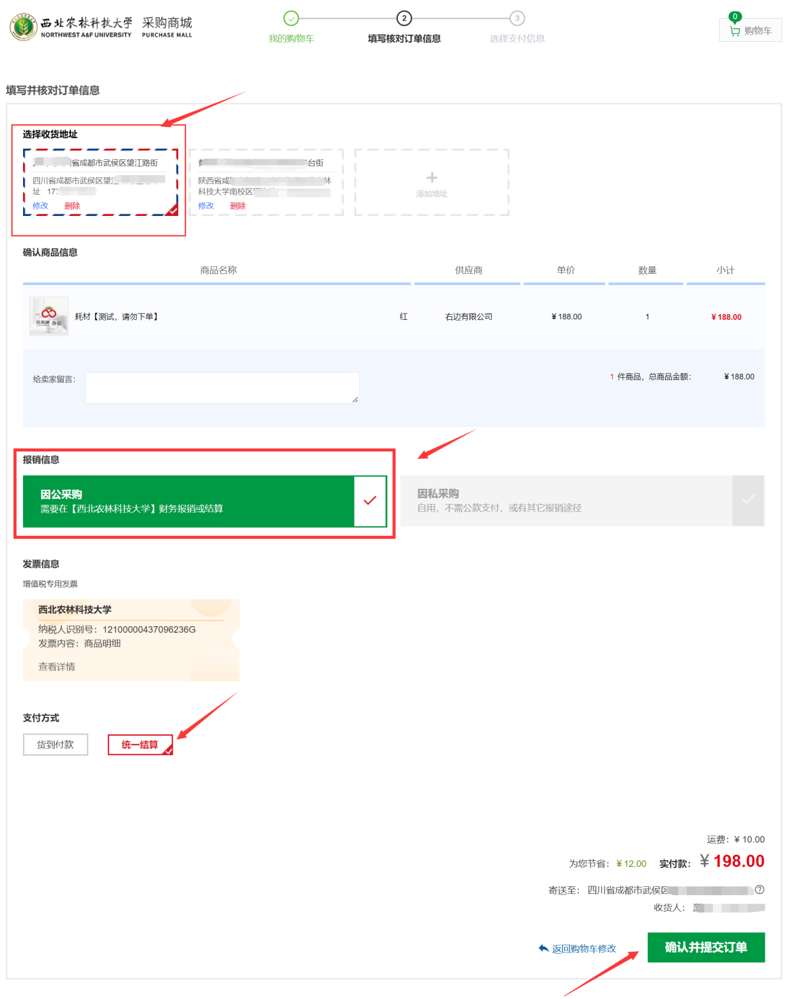 西北农林科技大学 采购商城
NORTHWEST A&F UNIVERSITY PURCHASE MALL
2
3
我的购物车
填写核对订单信息
选择支付信息
0
购物车
填写并核对订单信息
选择收货地址
省成都市武侯区望江路街
四川省成都市武侯区望
址 17
修改 删除
台街
陕西省咸 林
科技大学南校区
修改 删除
添加地址
确认商品信息
商品名称 供应商 单价 数量 小计
办公
耗材【测试，请勿下单】 红 右边有限公司 ¥ 188.00 1 ¥ 188.00
给卖家留言：
1 件商品，总商品金额： ¥ 188.00
报销信息
因公采购
需要在【西北农林科技大学】财务报销或结算
因私采购
自用，不需公款支付，或有其它报销途径
发票信息
增值税专用发票
西北农林科技大学
纳税人识别号：12100000437096236G
发票内容：商品明细
查看详情
支付方式
货到付款 统一结算
运费：¥ 10.00
为您节省：¥ 12.00 实付款：¥ 198.00
寄送至： 四川省成都市武侯区
收货人：
返回购物车修改
确认并提交订单